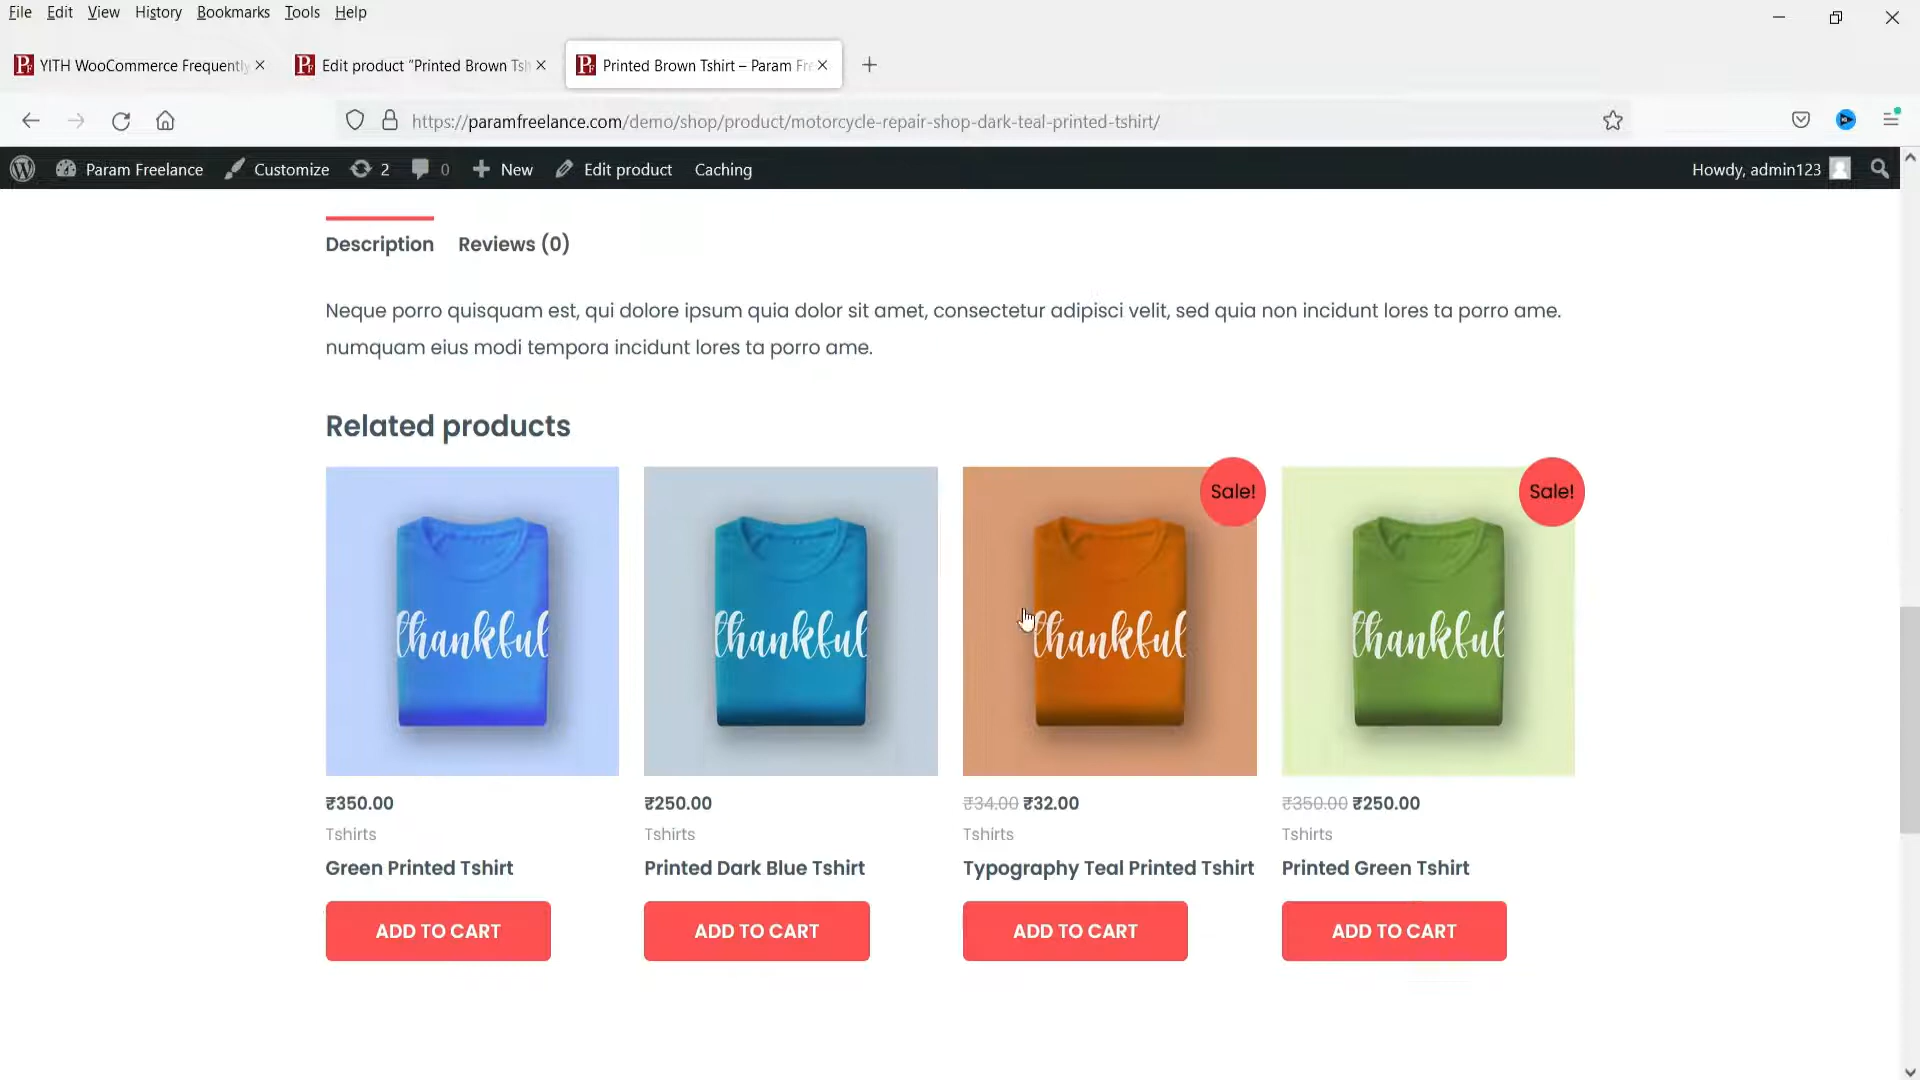 File Edit View History Bookmarks Tools Help
YITH WooCommerce Frequently
Edit product “Printed Brown Tsh
Printed Brown Tshirt – Param Fre
https://paramfreelance.com/demo/shop/product/motorcycle-repair-shop-dark-teal-printed-tshirt/
Param Freelance Customize 2 0 New Edit product Caching Howdy, admin123
Description Reviews (0)
Neque porro quisquam est, qui dolore ipsum quia dolor sit amet, consectetur adipisci velit, sed quia non incidunt lores ta porro ame.
numquam eius modi tempora incidunt lores ta porro ame.
Related products
Sale! Sale!
thankful thankful thankful thankful
₹350.00 ₹250.00 ₹34.00 ₹32.00 ₹350.00 ₹250.00
Tshirts Tshirts Tshirts Tshirts
Green Printed Tshirt Printed Dark Blue Tshirt Typography Teal Printed Tshirt Printed Green Tshirt
ADD TO CART ADD TO CART ADD TO CART ADD TO CART